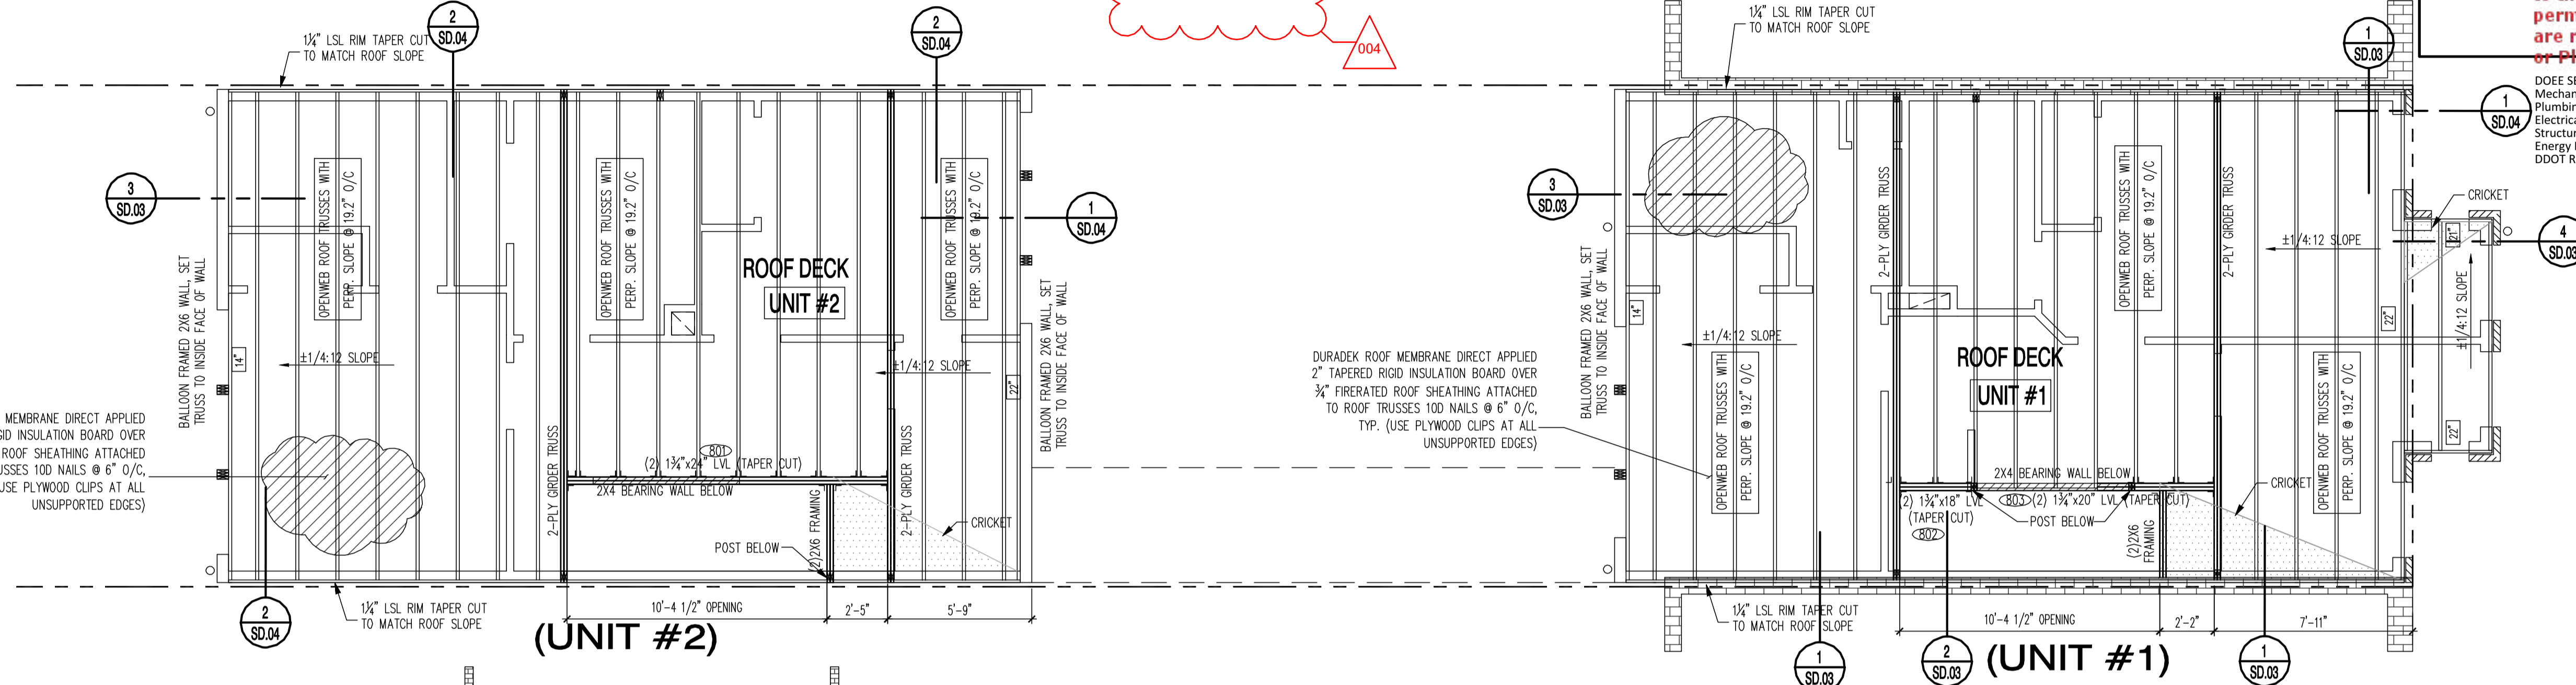 1¼" LSL RIM TAPER CUT
TO MATCH ROOF SLOPE
2
SD.04
2
SD.04
3
SD.03
1
SD.04
OPENWEB ROOF TRUSSES WITH
PERP. SLOPE @ 19.2" O/C
OPENWEB ROOF TRUSSES WITH
PERP. SLOPE @ 19.2" O/C
OPENWEB ROOF TRUSSES WITH
PERP. SLOPE @ 19.2" O/C
BALLOON FRAMED 2X6 WALL, SET
TRUSS TO INSIDE FACE OF WALL
14"
±1/4:12 SLOPE
ROOF DECK
UNIT #2
±1/4:12 SLOPE
22"
BALLOON FRAMED 2X6 WALL, SET
TRUSS TO INSIDE FACE OF WALL
MEMBRANE DIRECT APPLIED
GID INSULATION BOARD OVER
ROOF SHEATHING ATTACHED
USSES 10D NAILS @ 6" O/C,
USE PLYWOOD CLIPS AT ALL
UNSUPPORTED EDGES)
2-PLY GIRDER TRUSS
801
(2) 1¾"x24" LVL (TAPER CUT)
2X4 BEARING WALL BELOW
2-PLY GIRDER TRUSS
(2)2X6 FRAMING
CRICKET
POST BELOW
2
SD.04
1¼" LSL RIM TAPER CUT
TO MATCH ROOF SLOPE
10'-4 1/2" OPENING
2'-5"
5'-9"
(UNIT #2)
004
1¼" LSL RIM TAPER CUT
TO MATCH ROOF SLOPE
1
SD.03
perm
are r
or Pl
1
SD.04
DOEE SE
Mechan
Plumbin
Electrica
Structur
Energy
DDOT R
3
SD.03
4
SD.03
2-PLY GIRDER TRUSS
OPENWEB ROOF TRUSSES WITH
PERP. SLOPE @ 19.2" O/C
2-PLY GIRDER TRUSS
CRICKET
21"
±1/4:12 SLOPE
±1/4:12 SLOPE
22"
22"
BALLOON FRAMED 2X6 WALL, SET
TRUSS TO INSIDE FACE OF WALL
14"
±1/4:12 SLOPE
OPENWEB ROOF TRUSSES WITH
PERP. SLOPE @ 19.2" O/C
ROOF DECK
UNIT #1
OPENWEB ROOF TRUSSES WITH
PERP. SLOPE @ 19.2" O/C
DURADEK ROOF MEMBRANE DIRECT APPLIED
2" TAPERED RIGID INSULATION BOARD OVER
¾" FIRERATED ROOF SHEATHING ATTACHED
TO ROOF TRUSSES 10D NAILS @ 6" O/C,
TYP. (USE PLYWOOD CLIPS AT ALL
UNSUPPORTED EDGES)
2X4 BEARING WALL BELOW
(2) 1¾"x18" LVL
(TAPER CUT)
802
803
(2) 1¾"x20" LVL (TAPER CUT)
POST BELOW
(2)2X6
FRAMING
CRICKET
1¼" LSL RIM TAPER CUT
TO MATCH ROOF SLOPE
10'-4 1/2" OPENING
2'-2"
7'-11"
1
SD.03
2
SD.03
(UNIT #1)
1
SD.03